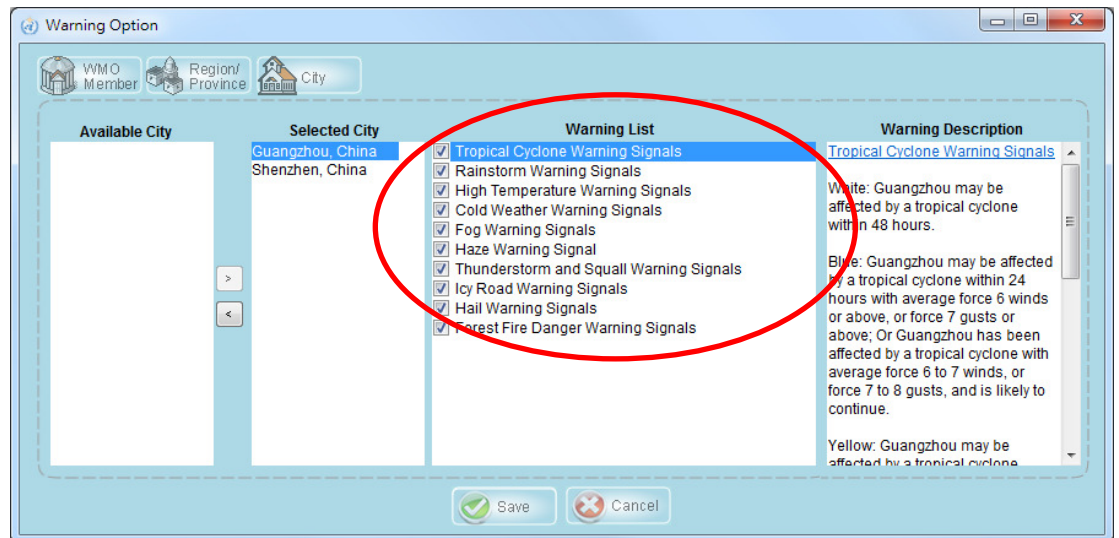 Warning Option
WMO
Member
Region/
Province
City
Available City
Selected City
Warning List
Warning Description
Guangzhou, China
Shenzhen, China
Tropical Cyclone Warning Signals
Rainstorm Warning Signals
High Temperature Warning Signals
Cold Weather Warning Signals
Fog Warning Signals
Haze Warning Signal
Thunderstorm and Squall Warning Signals
Icy Road Warning Signals
Hail Warning Signals
Forest Fire Danger Warning Signals
>
<
Tropical Cyclone Warning Signals
White: Guangzhou may be
affected by a tropical cyclone
within 48 hours.
Blue: Guangzhou may be affected
by a tropical cyclone within 24
hours with average force 6 winds
or above, or force 7 gusts or
above; Or Guangzhou has been
affected by a tropical cyclone with
average force 6 to 7 winds, or
force 7 to 8 gusts, and is likely to
continue.
Yellow: Guangzhou may be
affected by a tropical cyclone
Save
Cancel